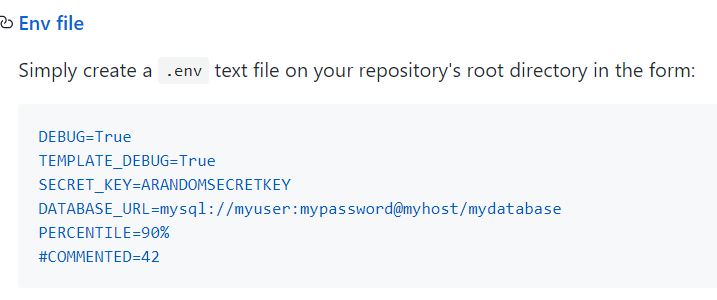 Env file
Simply create a .env text file on your repository's root directory in the form:
DEBUG=True
TEMPLATE_DEBUG=True
SECRET_KEY=ARANDOMSECRETKEY
DATABASE_URL=mysql://myuser:mypassword@myhost/mydatabase
PERCENTILE=90%
#COMMENTED=42